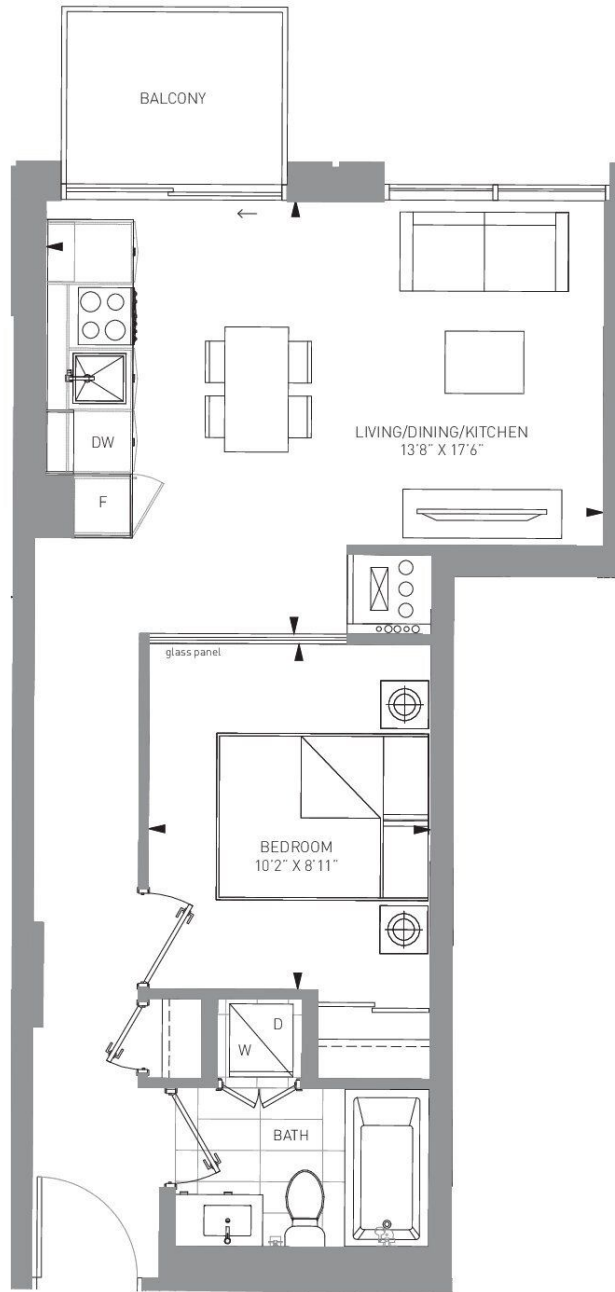 BALCONY
DW
F
LIVING/DINING/KITCHEN
13'8" X 17'6"
glass panel
BEDROOM
10'2" X 8'11"
D
W
BATH